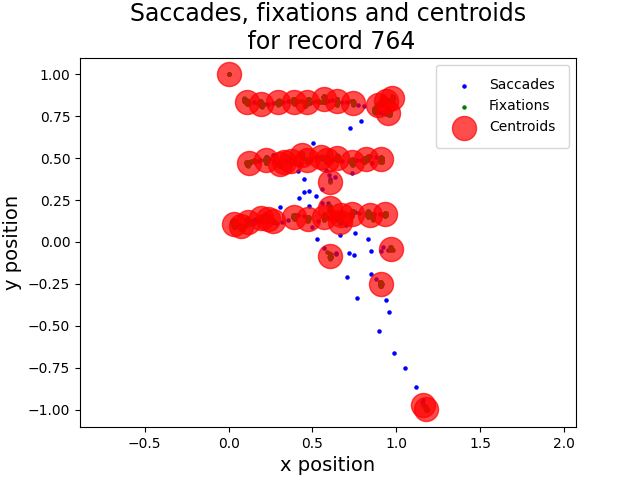 Saccades, fixations and centroids
for record 764
Saccades
Fixations
Centroids
1.00
0.75
0.50
0.25
0.00
−0.25
−0.50
−0.75
−1.00
y position
−0.5
0.0
0.5
1.0
1.5
2.0
x position